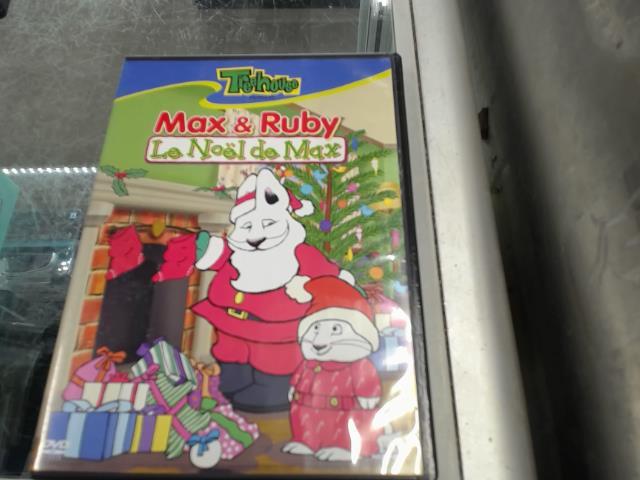 Treehouse
Max & Ruby
Le Noël de Max
DVD